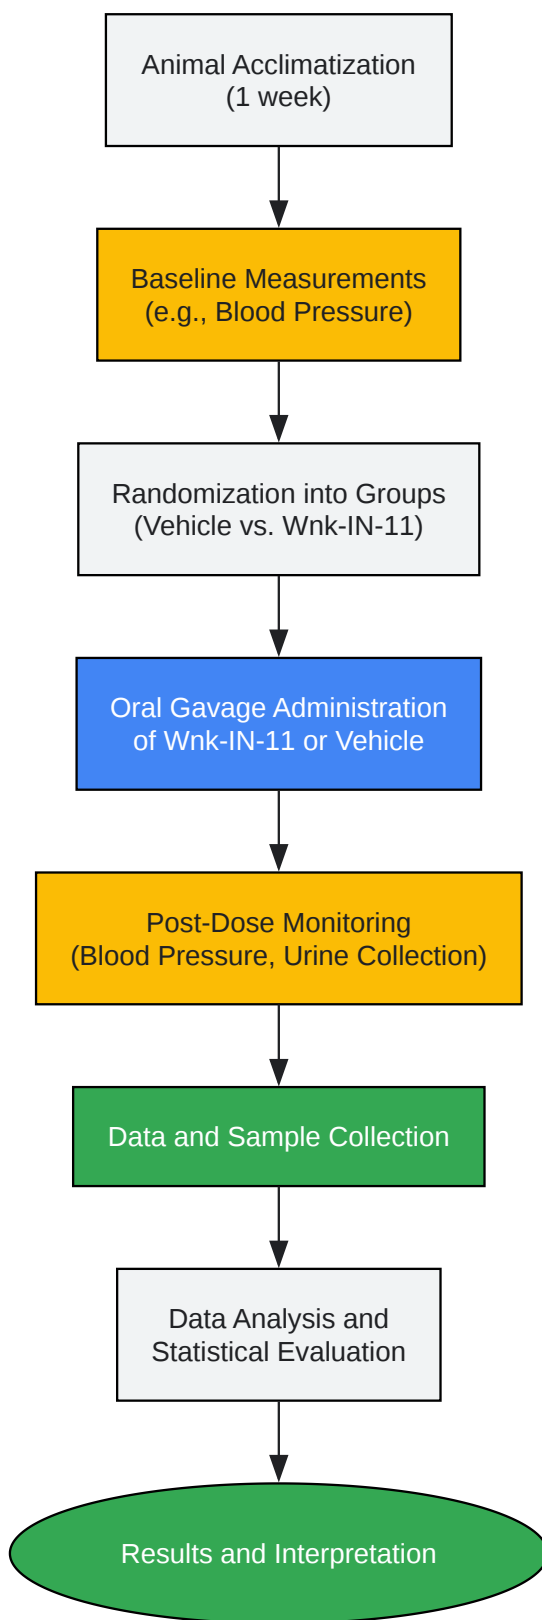 Animal Acclimatization
(1 week)
Baseline Measurements
(e.g., Blood Pressure)
Randomization into Groups
(Vehicle vs. Wnk-IN-11)
Oral Gavage Administration
of Wnk-IN-11 or Vehicle
Post-Dose Monitoring
(Blood Pressure, Urine Collection)
Data and Sample Collection
Data Analysis and
Statistical Evaluation
Results and Interpretation